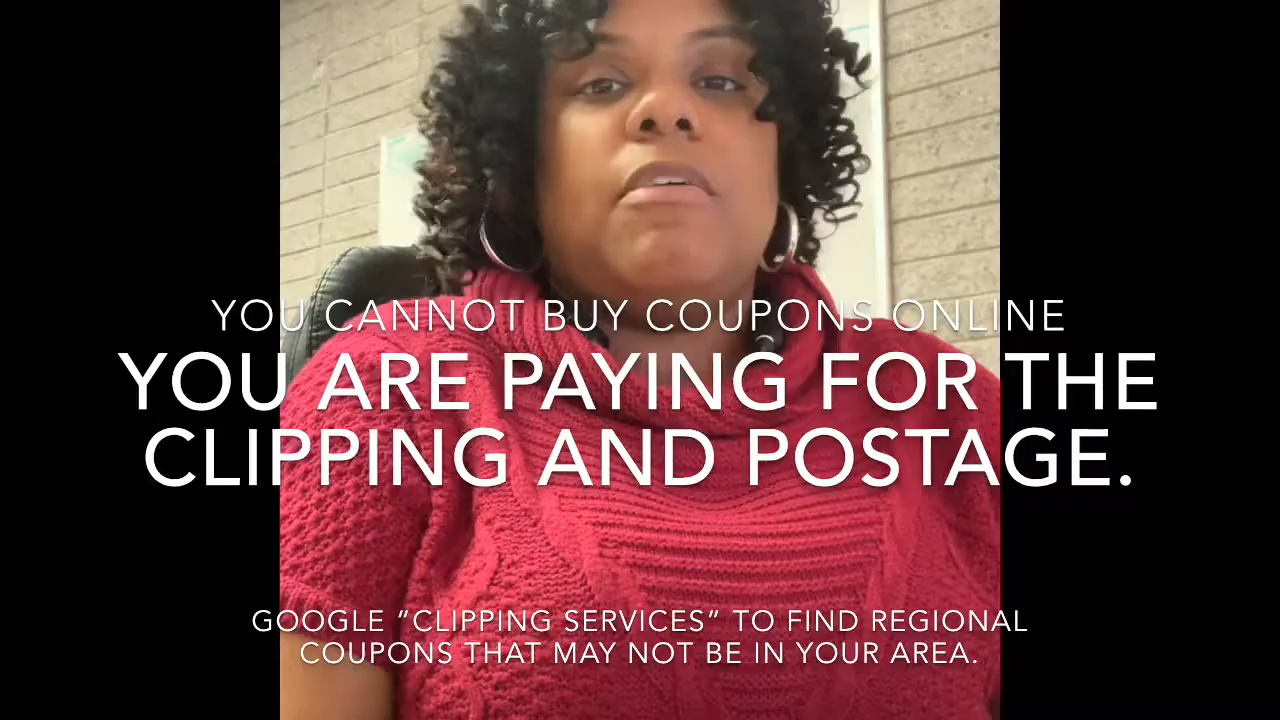 YOU CANNOT BUY COUPONS ONLINE
YOU ARE PAYING FOR THE
CLIPPING AND POSTAGE.
GOOGLE “CLIPPING SERVICES” TO FIND REGIONAL
COUPONS THAT MAY NOT BE IN YOUR AREA.